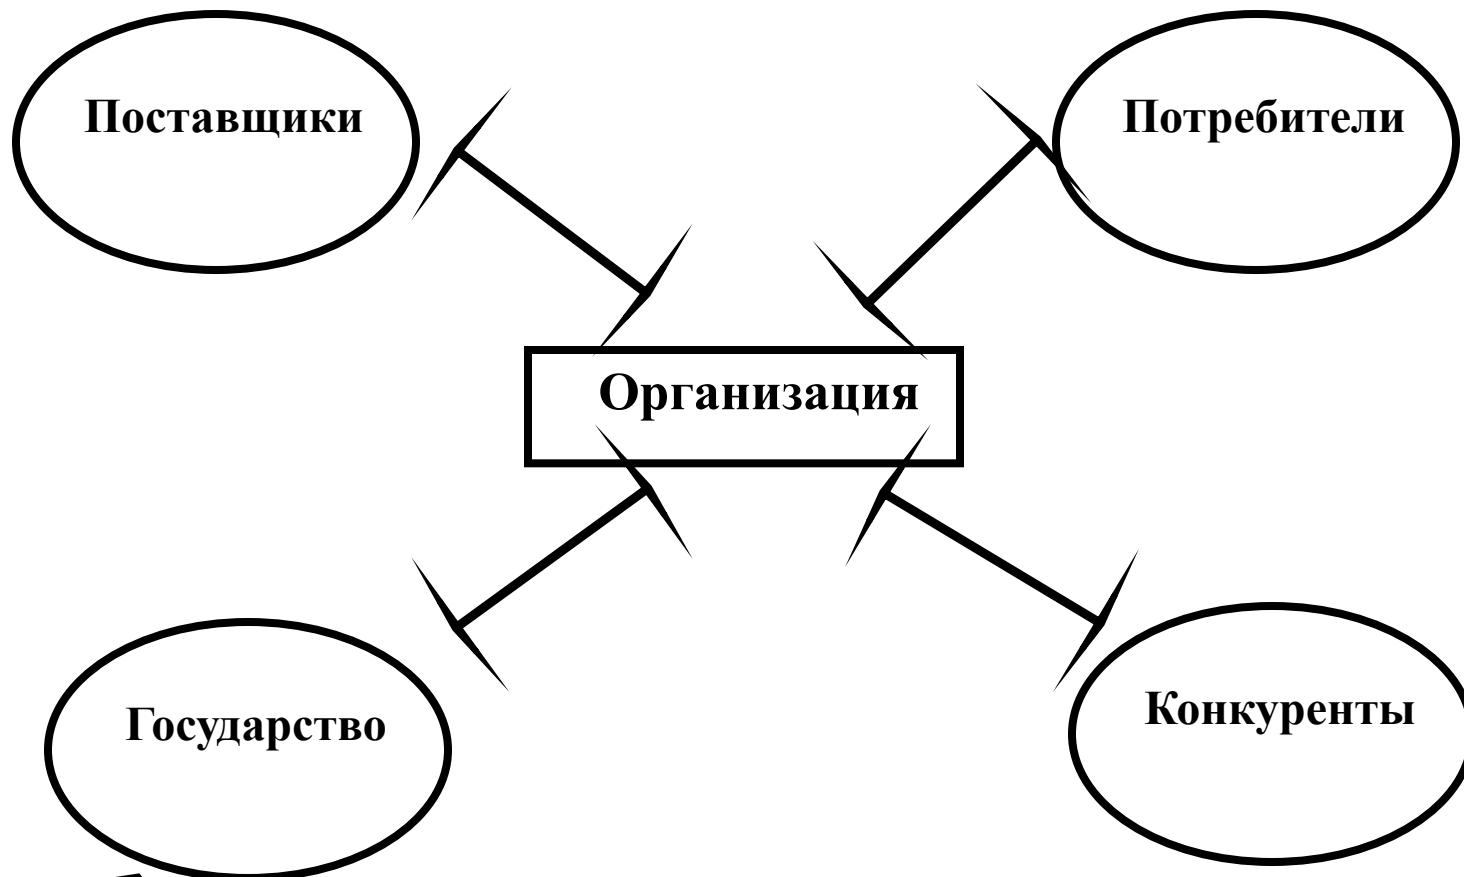 Поставщики
Потребители
Организация
Государство
Конкуренты